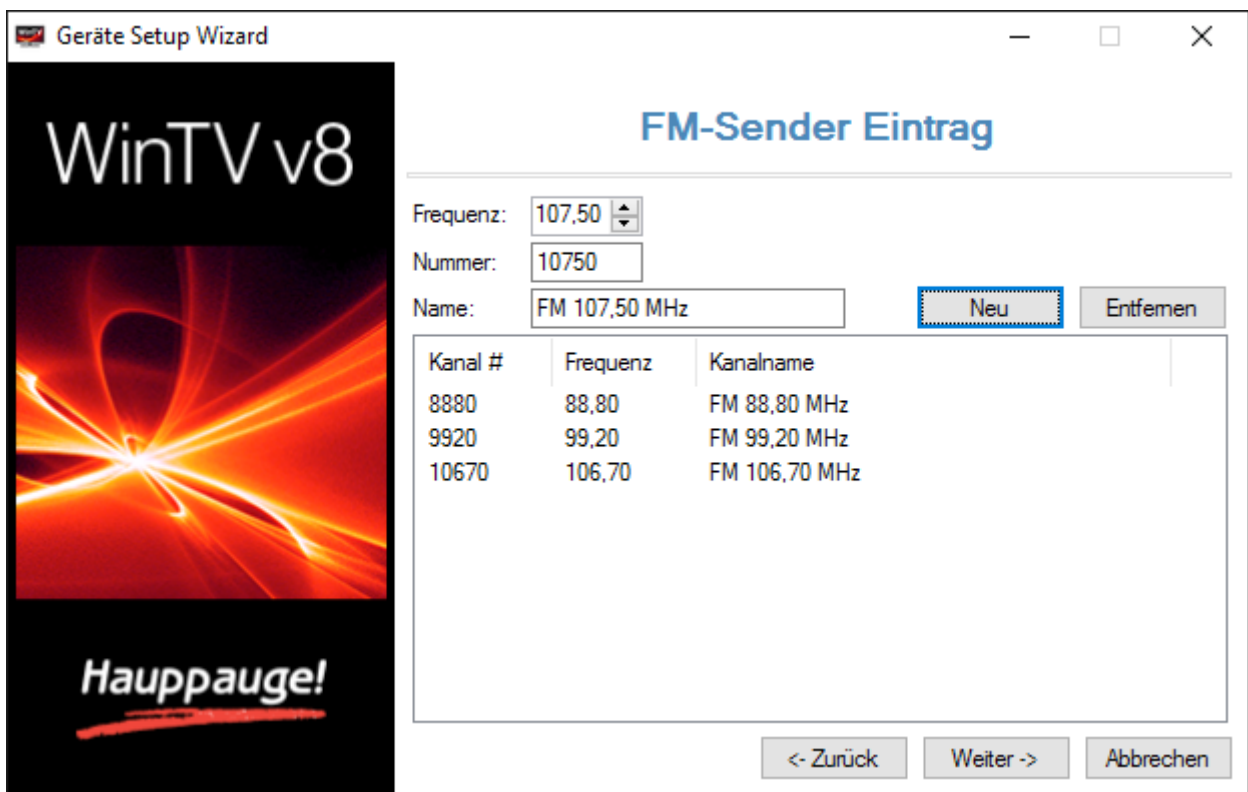 Geräte Setup Wizard
WinTV v8
Hauppauge!
FM-Sender Eintrag
Frequenz: 107,50
Nummer: 10750
Name: FM 107,50 MHz Neu Entfernen
Kanal # Frequenz Kanalname
8880 88,80 FM 88,80 MHz
9920 99,20 FM 99,20 MHz
10670 106,70 FM 106,70 MHz
<- Zurück Weiter -> Abbrechen